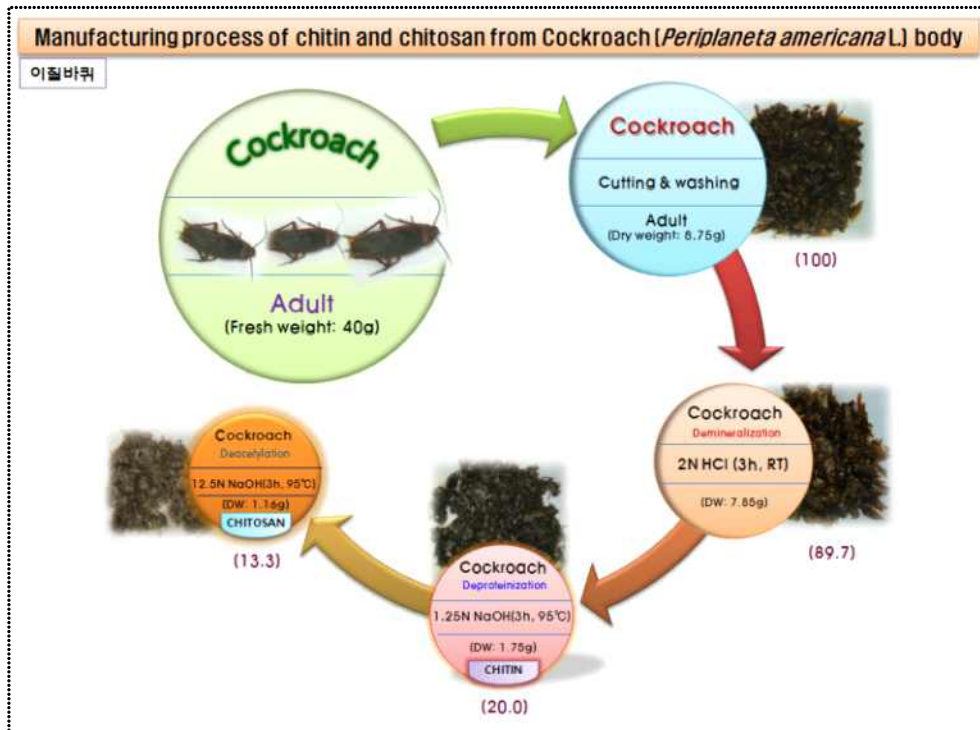 Manufacturing process of chitin and chitosan from Cockroach (Periplaneta americana L.) body
이질바퀴
Cockroach
Adult
(Fresh weight: 40g)
Cockroach
Cutting & washing
Adult
(Dry weight: 8.75g)
(100)
Cockroach
Demineralization
2N HCl (3h, RT)
(DW: 7.85g)
(89.7)
Cockroach
Deproteinization
1.25N NaOH(3h, 95℃)
(DW: 1.75g)
CHITIN
(20.0)
Cockroach
Deacetylation
12.5N NaOH(3h, 95℃)
(DW: 1.16g)
CHITOSAN
(13.3)